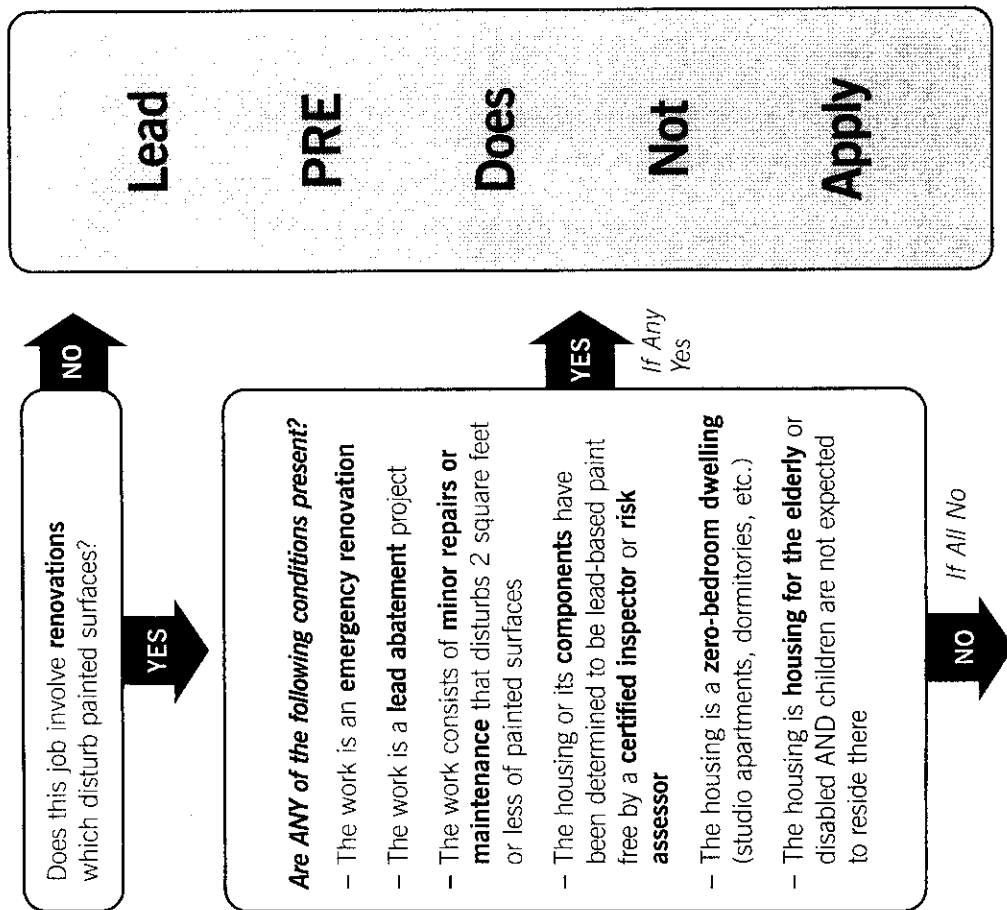 Does this job involve renovations
which disturb painted surfaces?
NO
YES
Are ANY of the following conditions present?
– The work is an emergency renovation
– The work is a lead abatement project
– The work consists of minor repairs or
maintenance that disturbs 2 square feet
or less of painted surfaces
– The housing or its components have
been determined to be lead-based paint
free by a certified inspector or risk
assessor
– The housing is a zero-bedroom dwelling
(studio apartments, dormitories, etc.)
– The housing is housing for the elderly or
disabled AND children are not expected
to reside there
YES
If Any
Yes
NO
If All No
Lead
PRE
Does
Not
Apply